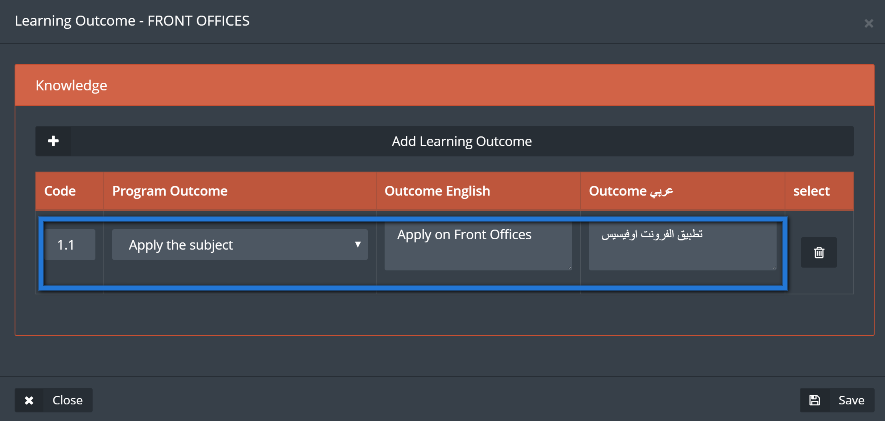 Learning Outcome - FRONT OFFICES
Knowledge
Add Learning Outcome
Code Program Outcome Outcome English Outcome عربي select
1.1 Apply the subject Apply on Front Offices تطبيق الفرونت اوفيسيس
Close Save